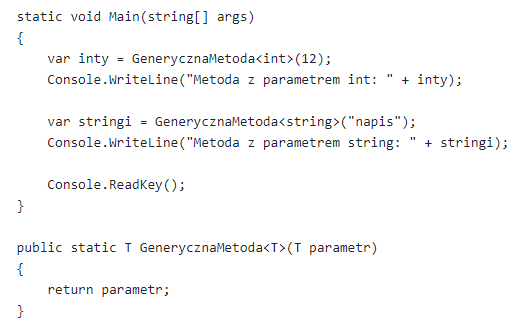 static void Main(string[] args)
{
    var inty = GenerycznaMetoda<int>(12);
    Console.WriteLine("Metoda z parametrem int: " + inty);

    var stringi = GenerycznaMetoda<string>("napis");
    Console.WriteLine("Metoda z parametrem string: " + stringi);

    Console.ReadKey();
}

public static T GenerycznaMetoda<T>(T parametr)
{
    return parametr;
}